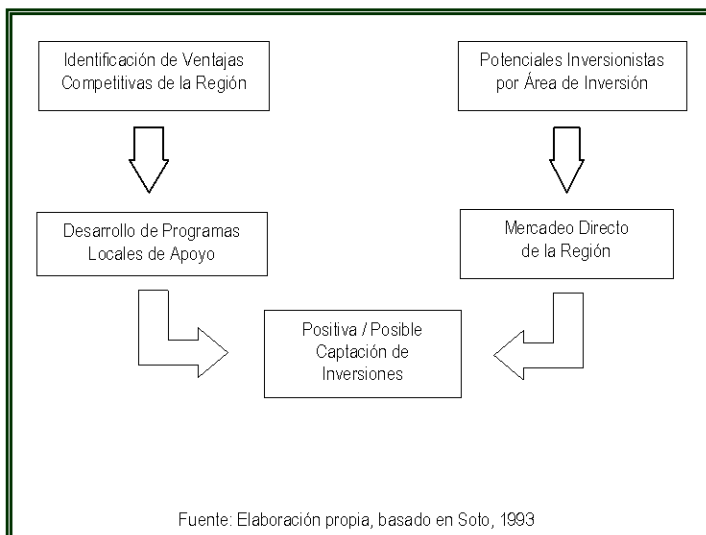 Identificación de Ventajas
Competitivas de la Región
Potenciales Inversionistas
por Área de Inversión
Desarrollo de Programas
Locales de Apoyo
Mercadeo Directo
de la Región
Positiva / Posible
Captación de
Inversiones
Fuente: Elaboración propia, basado en Soto, 1993